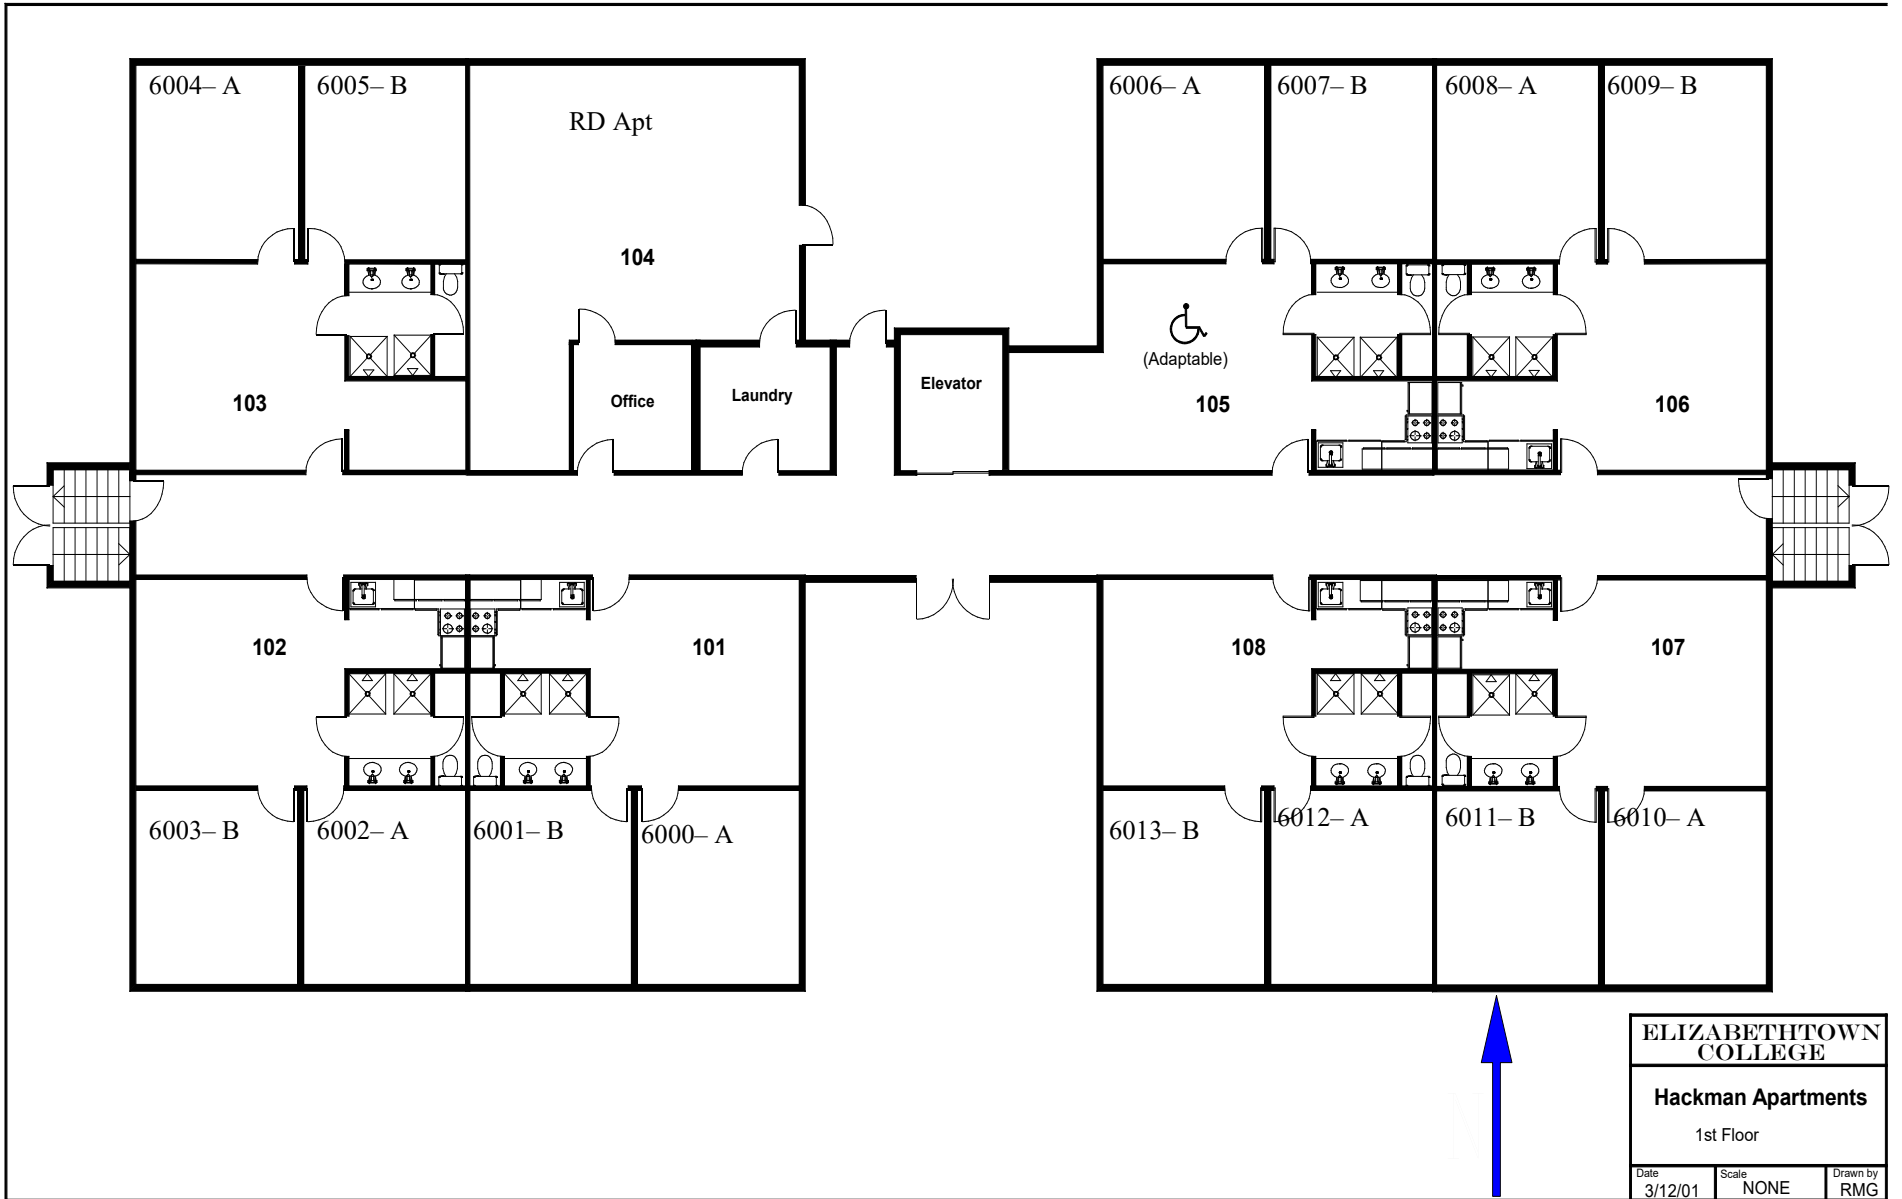 6004– A
6005– B
RD Apt
6006– A
6007– B
6008– A
6009– B
104
(Adaptable)
103
Office
Laundry
Elevator
105
106
102
101
108
107
6003– B
6002– A
6001– B
6000– A
6013– B
6012– A
6011– B
6010– A
N
ELIZABETHTOWN
COLLEGE
Hackman Apartments
1st Floor
Date
3/12/01
Scale
NONE
Drawn by
RMG